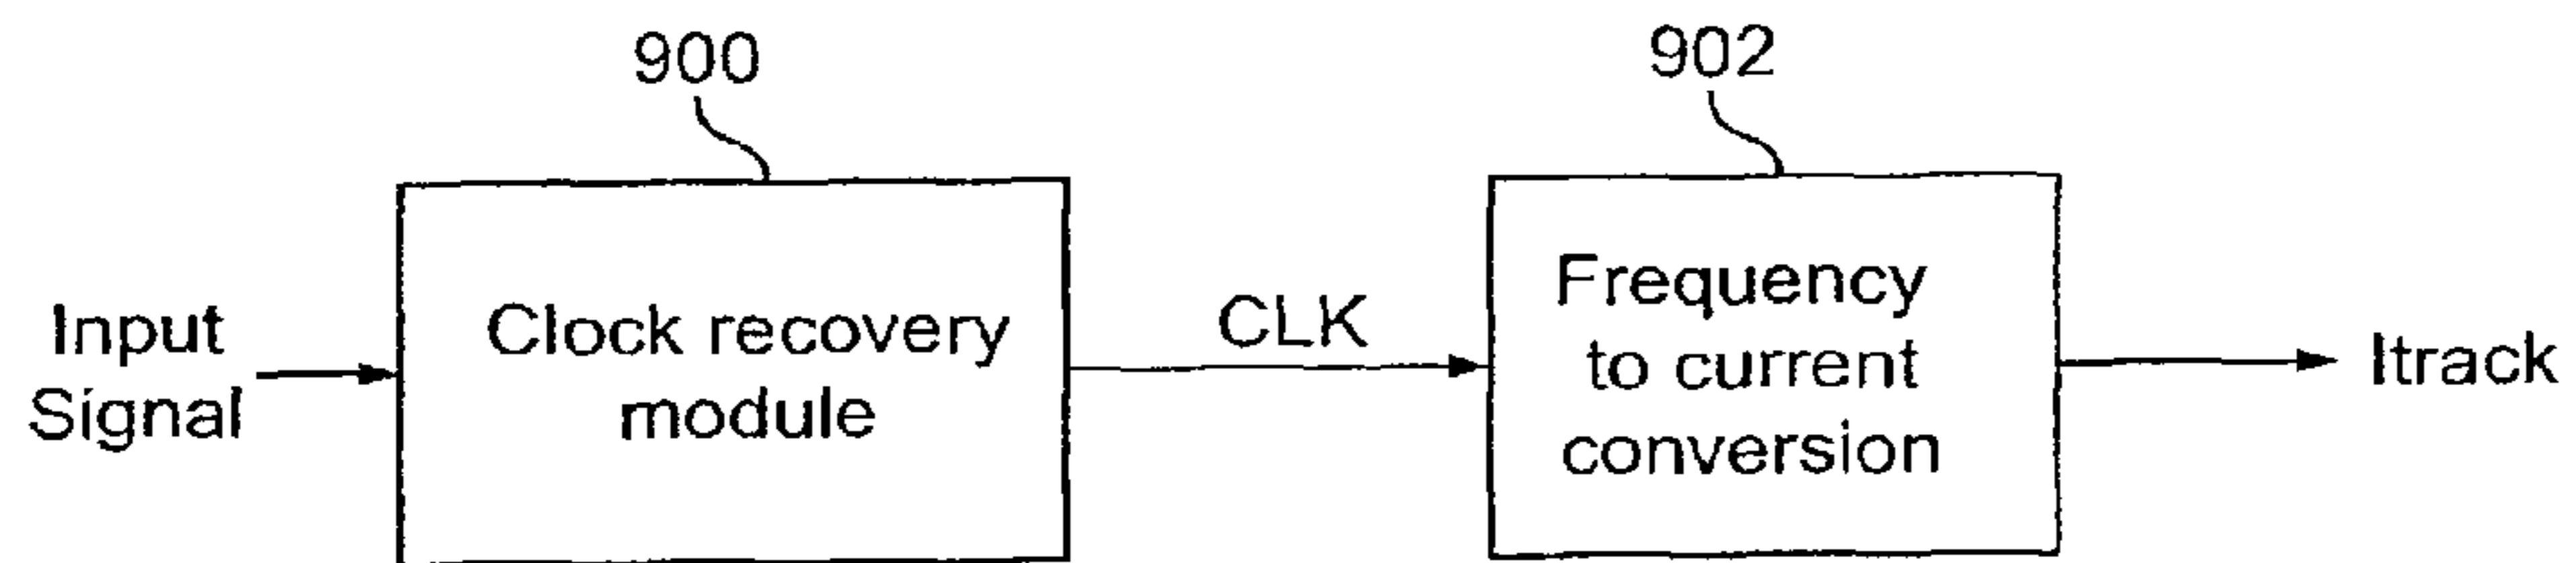 900
902
Input
Signal
Clock recovery
module
CLK
Frequency
to current
conversion
Itrack